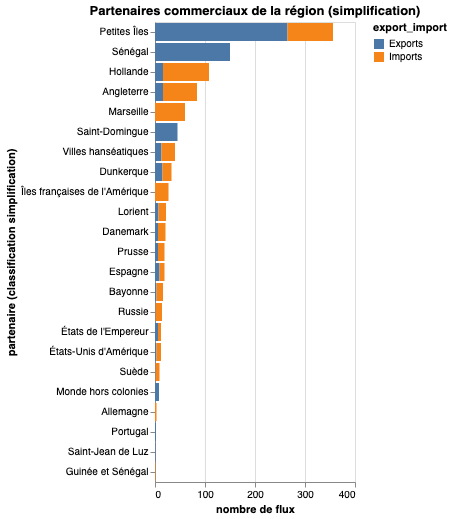 Partenaires commerciaux de la région (simplification)
export_import
Exports
Imports
partenaire (classification simplification)
Petites Îles
Sénégal
Hollande
Angleterre
Marseille
Saint-Domingue
Villes hanséatiques
Dunkerque
Îles françaises de l'Amérique
Lorient
Danemark
Prusse
Espagne
Bayonne
Russie
États de l'Empereur
États-Unis d'Amérique
Suède
Monde hors colonies
Allemagne
Portugal
Saint-Jean de Luz
Guinée et Sénégal
0 100 200 300 400
nombre de flux